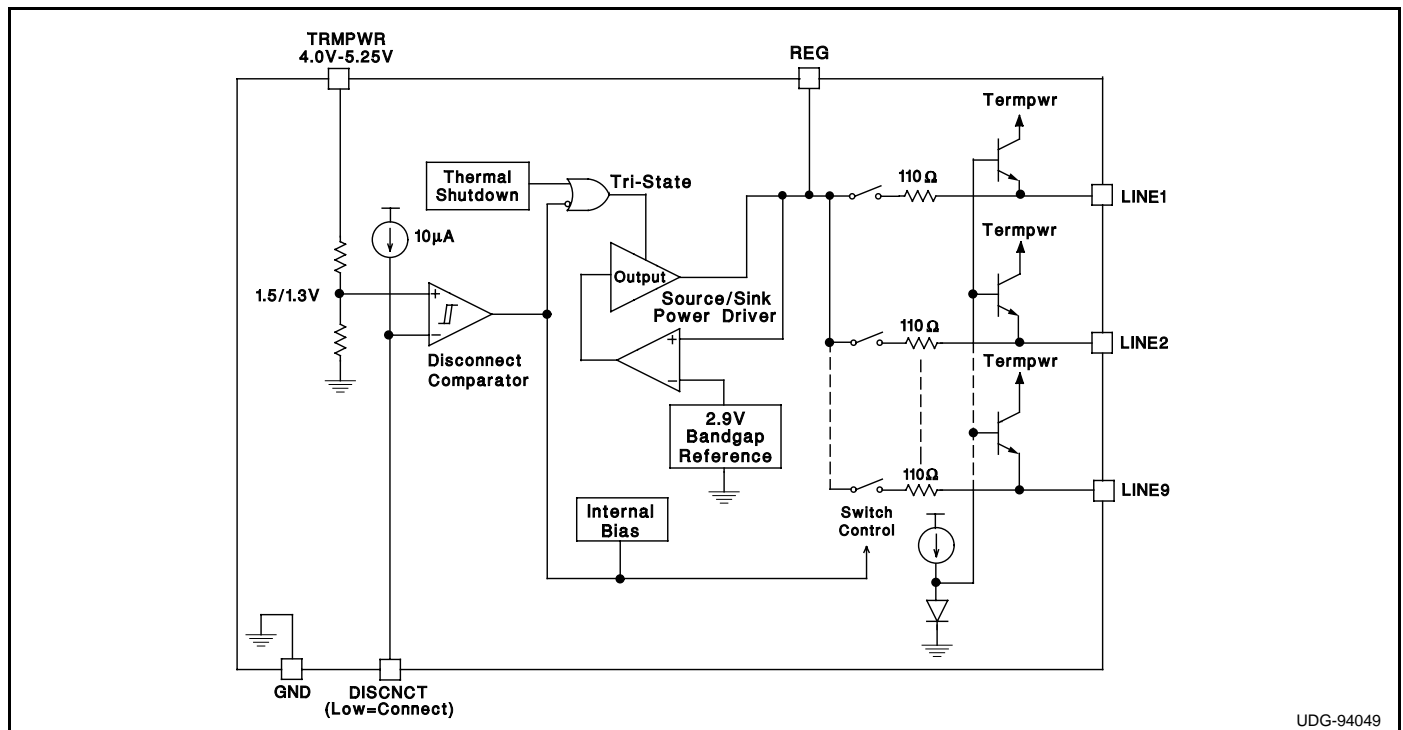 TRMPWR
4.0V-5.25V
REG
Termpwr
Thermal
Shutdown
Tri-State
110Ω
LINE1
10µA
Termpwr
Output
1.5/1.3V
+
−
Source/Sink
Power Driver
110Ω
LINE2
+
−
Disconnect
Comparator
Termpwr
2.9V
Bandgap
Reference
110Ω
LINE9
Internal
Bias
Switch
Control
GND
DISCNCT
(Low=Connect)
UDG-94049